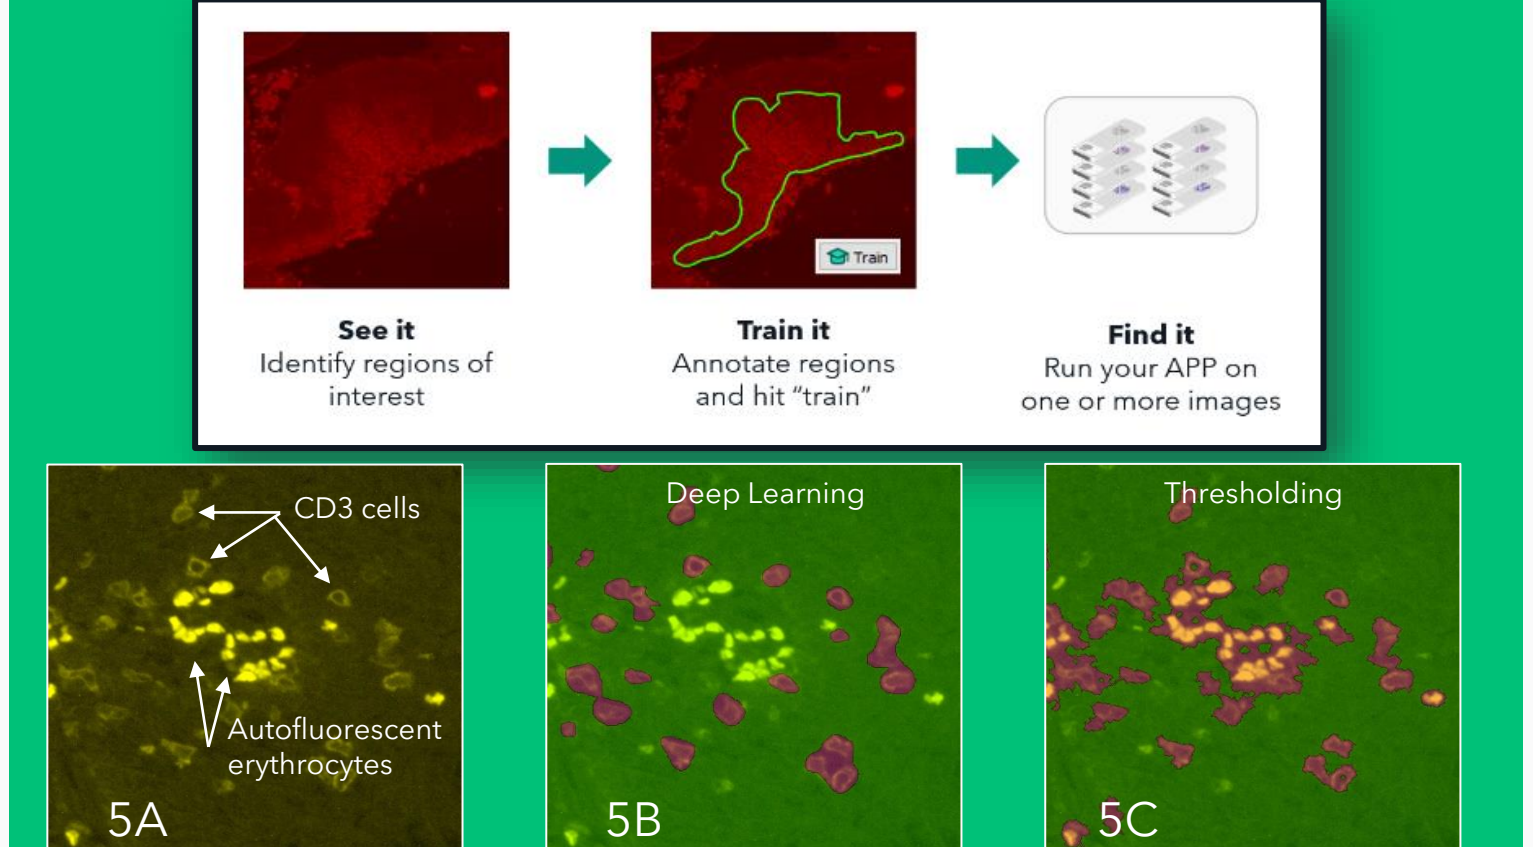 Train
See it
Identify regions of
interest
Train it
Annotate regions
and hit “train”
Find it
Run your APP on
one or more images
CD3 cells
Autofluorescent
erythrocytes
5A
Deep Learning
5B
Thresholding
5C